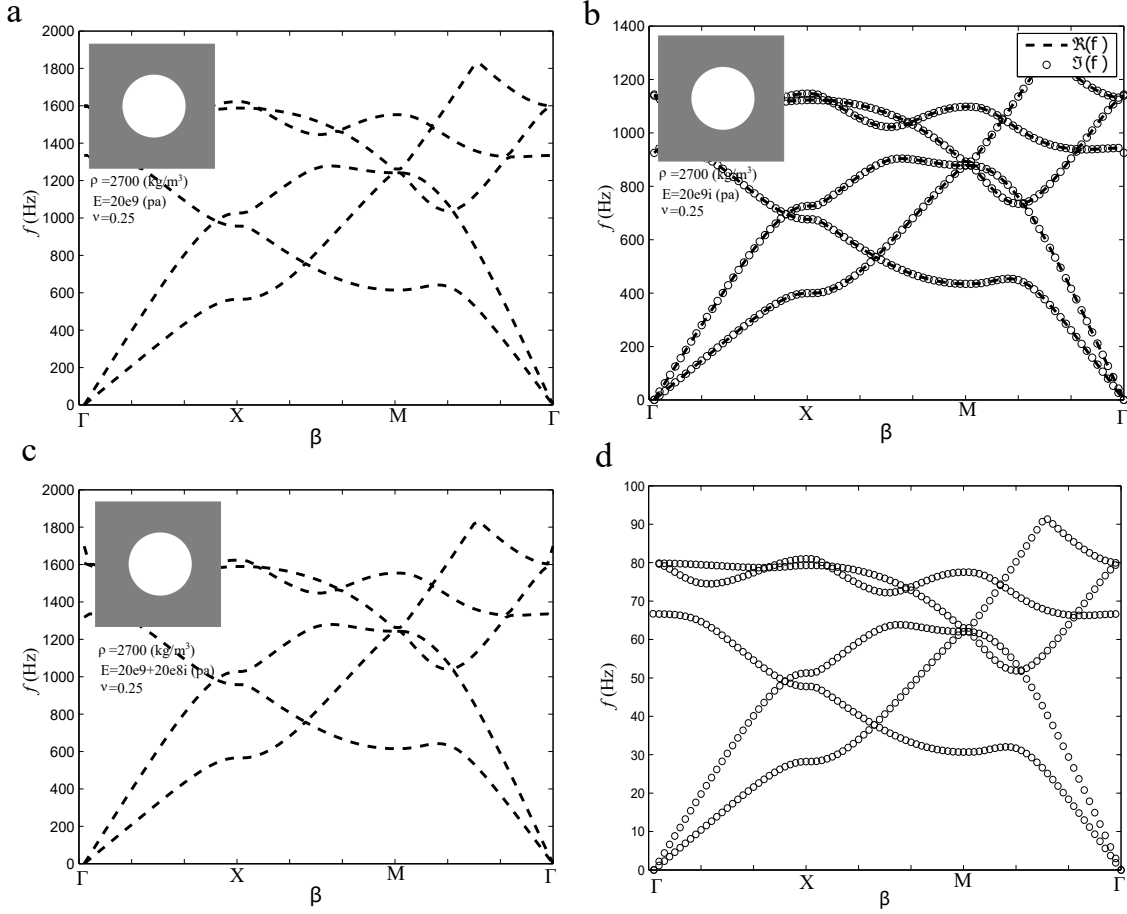 a
2000
1800
1600
1400
1200
1000
800
600
400
200
0
f (Hz)
ρ =2700 (kg/m³)
E=20e9 (pa)
ν=0.25
Γ
X
M
Γ
β
b
1400
1200
1000
800
600
400
200
0
f (Hz)
ℜ(f )
ℑ(f )
ρ =2700 (kg/m³)
E=20e9i (pa)
ν=0.25
Γ
X
M
Γ
β
c
2000
1800
1600
1400
1200
1000
800
600
400
200
0
f (Hz)
ρ =2700 (kg/m³)
E=20e9+20e8i (pa)
ν=0.25
Γ
X
M
Γ
β
d
100
90
80
70
60
50
40
30
20
10
0
f (Hz)
Γ
X
M
Γ
β